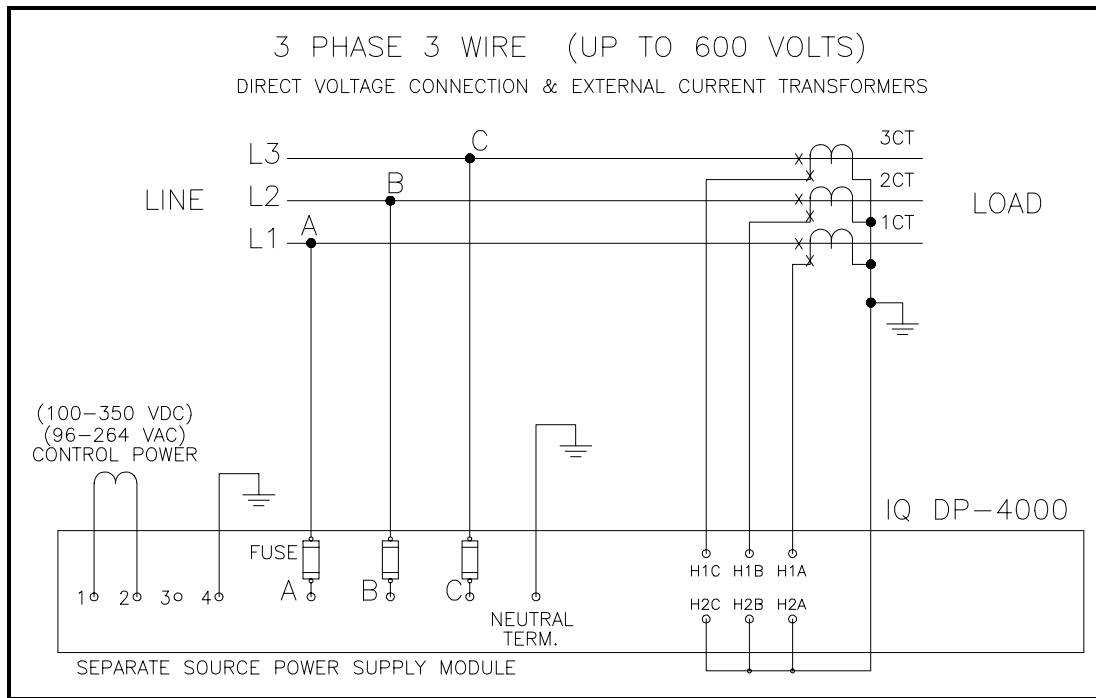 3 PHASE 3 WIRE (UP TO 600 VOLTS)
DIRECT VOLTAGE CONNECTION & EXTERNAL CURRENT TRANSFORMERS
C
3CT
L3
X
B
X
2CT
LINE
L2
X
LOAD
A
X
1CT
L1
X
X
(100-350 VDC)
(96-264 VAC)
CONTROL POWER
IQ DP-4000
FUSE
H1C H1B H1A
1 2 3 4 A B C
H2C H2B H2A
NEUTRAL
TERM.
SEPARATE SOURCE POWER SUPPLY MODULE